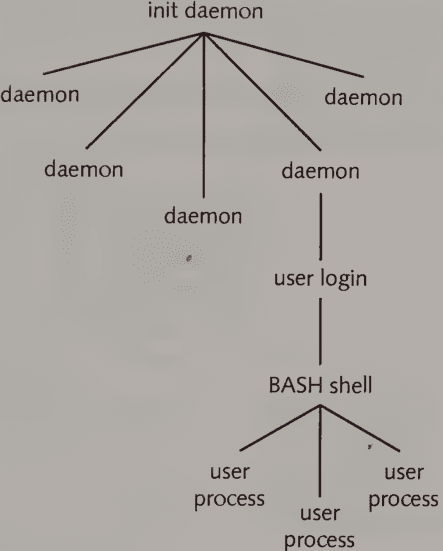 init daemon
daemon
daemon
daemon
daemon
daemon
user login
BASH shell
user
process
user
process
user
process